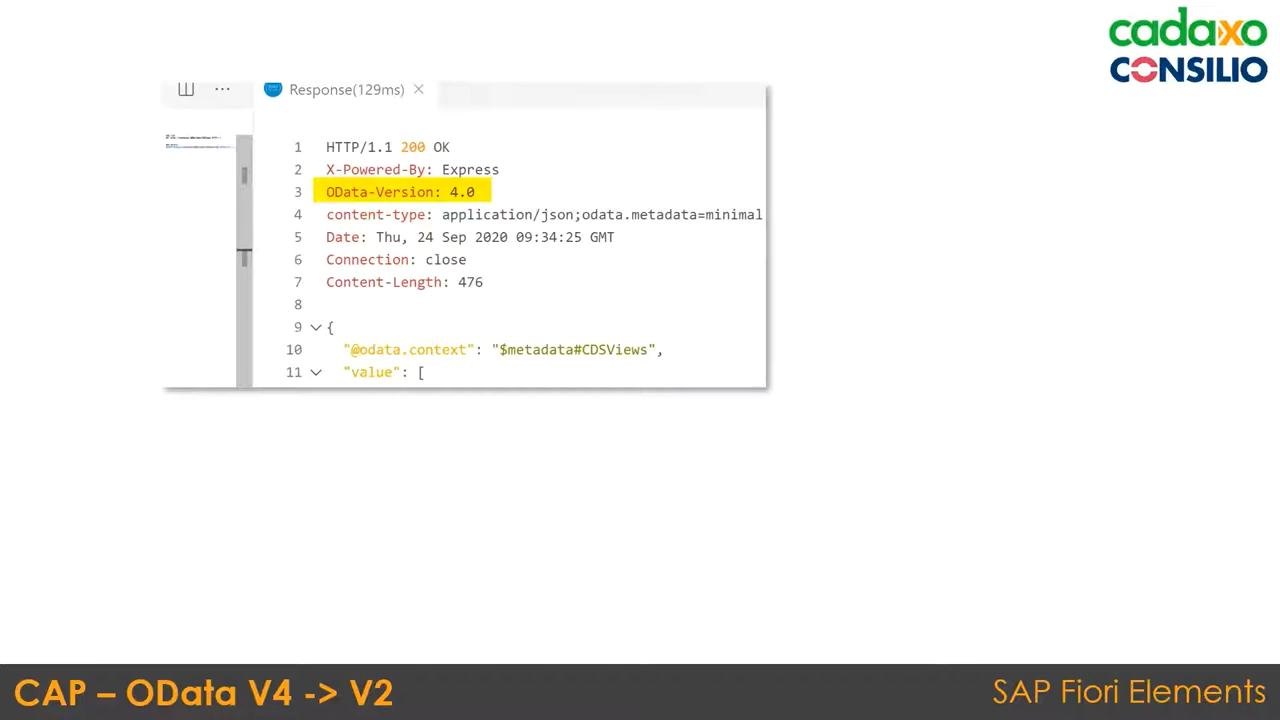 cadaxo
CONSILIO
Response(129ms)
1 HTTP/1.1 200 OK
2 X-Powered-By: Express
3 OData-Version: 4.0
4 content-type: application/json;odata.metadata=minimal
5 Date: Thu, 24 Sep 2020 09:34:25 GMT
6 Connection: close
7 Content-Length: 476
8
9 {
10 "@odata.context": "$metadata#CDSViews",
11 "value": [
CAP – OData V4 -> V2
SAP Fiori Elements